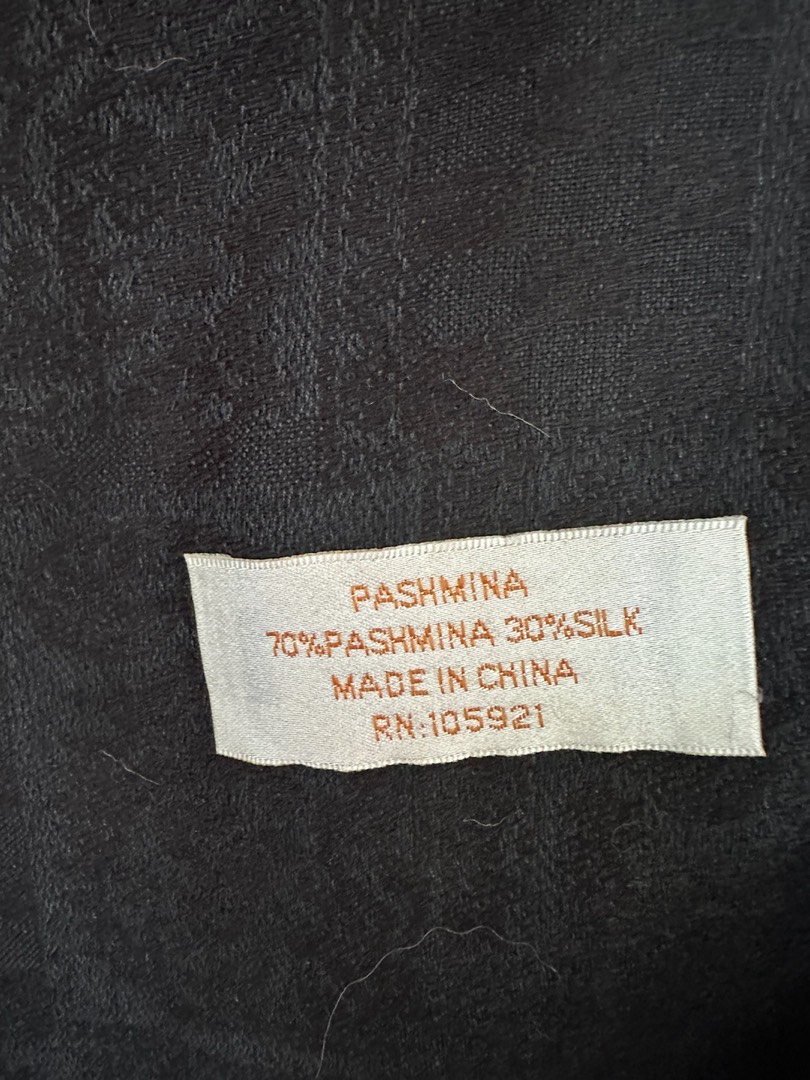 PASHMINA
70%PASHMINA 30%SILK
MADE IN CHINA
RN:105921